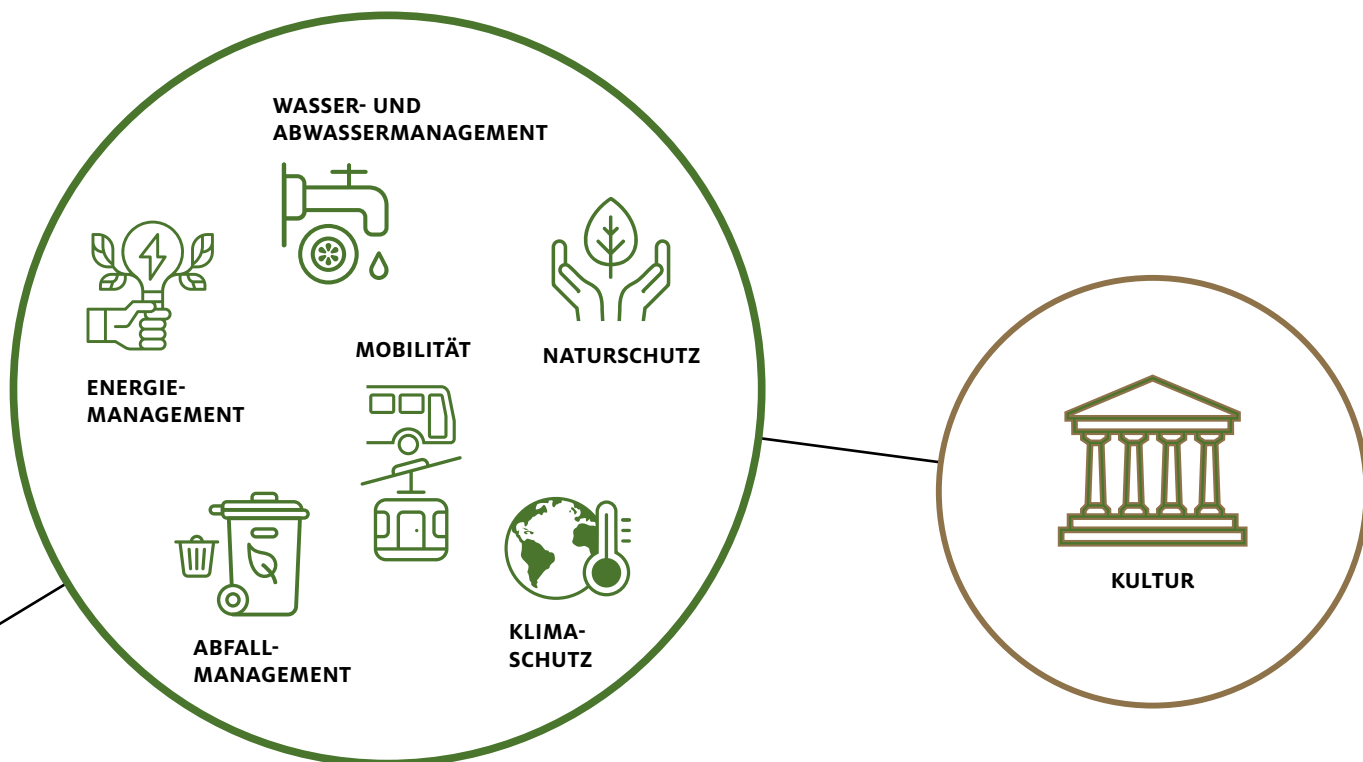 WASSER- UND
ABWASSERMANAGEMENT
ENERGIE-
MANAGEMENT
MOBILITÄT
NATURSCHUTZ
ABFALL-
MANAGEMENT
KLIMA-
SCHUTZ
KULTUR